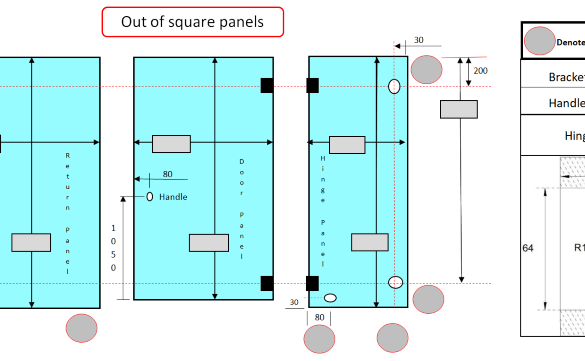 Out of square panels
30
200
80
Handle
1050
Return Panel
Door Panel
Hinge Panel
30
80
Denote
Bracket
Handle
Hing
64
R1